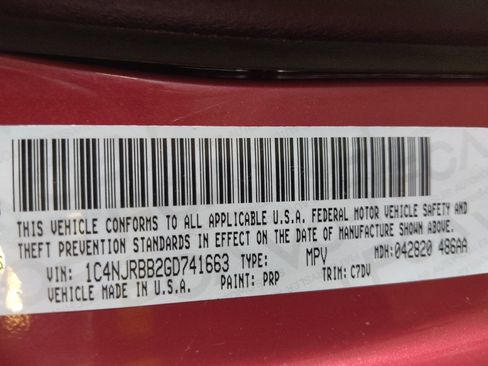 THIS VEHICLE CONFORMS TO ALL APPLICABLE U.S.A. FEDERAL MOTOR VEHICLE SAFETY AND
THEFT PREVENTION STANDARDS IN EFFECT ON THE DATE OF MANUFACTURE SHOWN ABOVE.
VIN: 1C4NJRBB2GD741663 TYPE: MPV MDH: 042820 486AA
VEHICLE MADE IN U.S.A. PAINT: PRP TRIM: C7DV